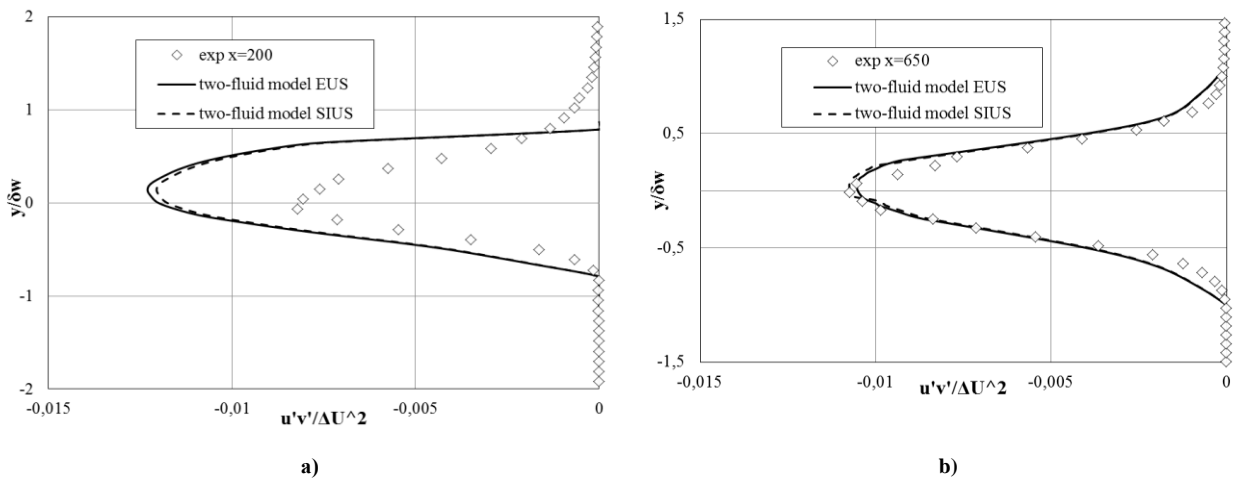 2
1
0
-1
-2
y/δw
exp x=200
two-fluid model EUS
two-fluid model SIUS
-0,015
-0,01
-0,005
0
u'v'/ΔU^2
a)
1,5
0,5
-0,5
-1,5
y/δw
exp x=650
two-fluid model EUS
two-fluid model SIUS
-0,015
-0,01
-0,005
0
u'v'/ΔU^2
b)